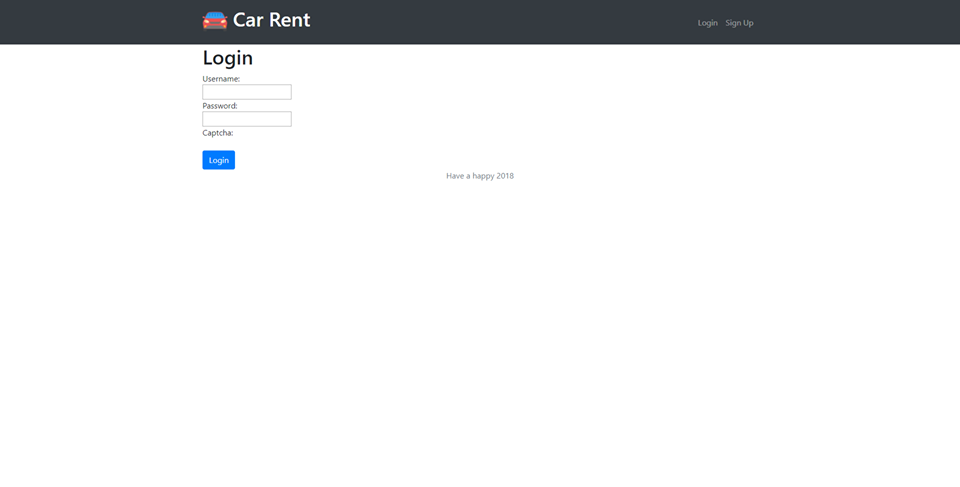 Car Rent
Login Sign Up
Login
Username:
Password:
Captcha:
Login
Have a happy 2018